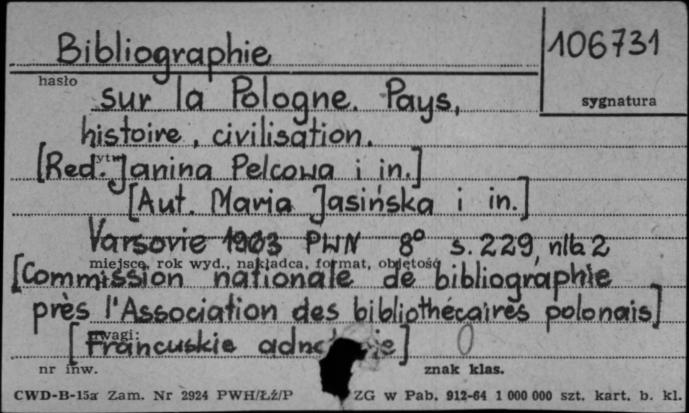 Bibliographie
106731
hasło
sygnatura
sur la Pologne. Pays,
histoire, civilisation.
[Red. Janina Pelcowa i in.]
[Aut. Maria Jasińska i in.]
Varsovie 1963 PWN 8° s. 229, nlb 2
miejsce, rok wyd., nakładca, format, objętość
[Commission nationale de bibliographie
près l'Association des bibliothécaires polonais]
uwagi:
[Francuskie]
nr inw.
znak klas.
CWD-B-15a Zam. Nr 2924 PWH/Łź/P ZG w Pab. 912-64 1 000 000 szt. kart. b. kl.